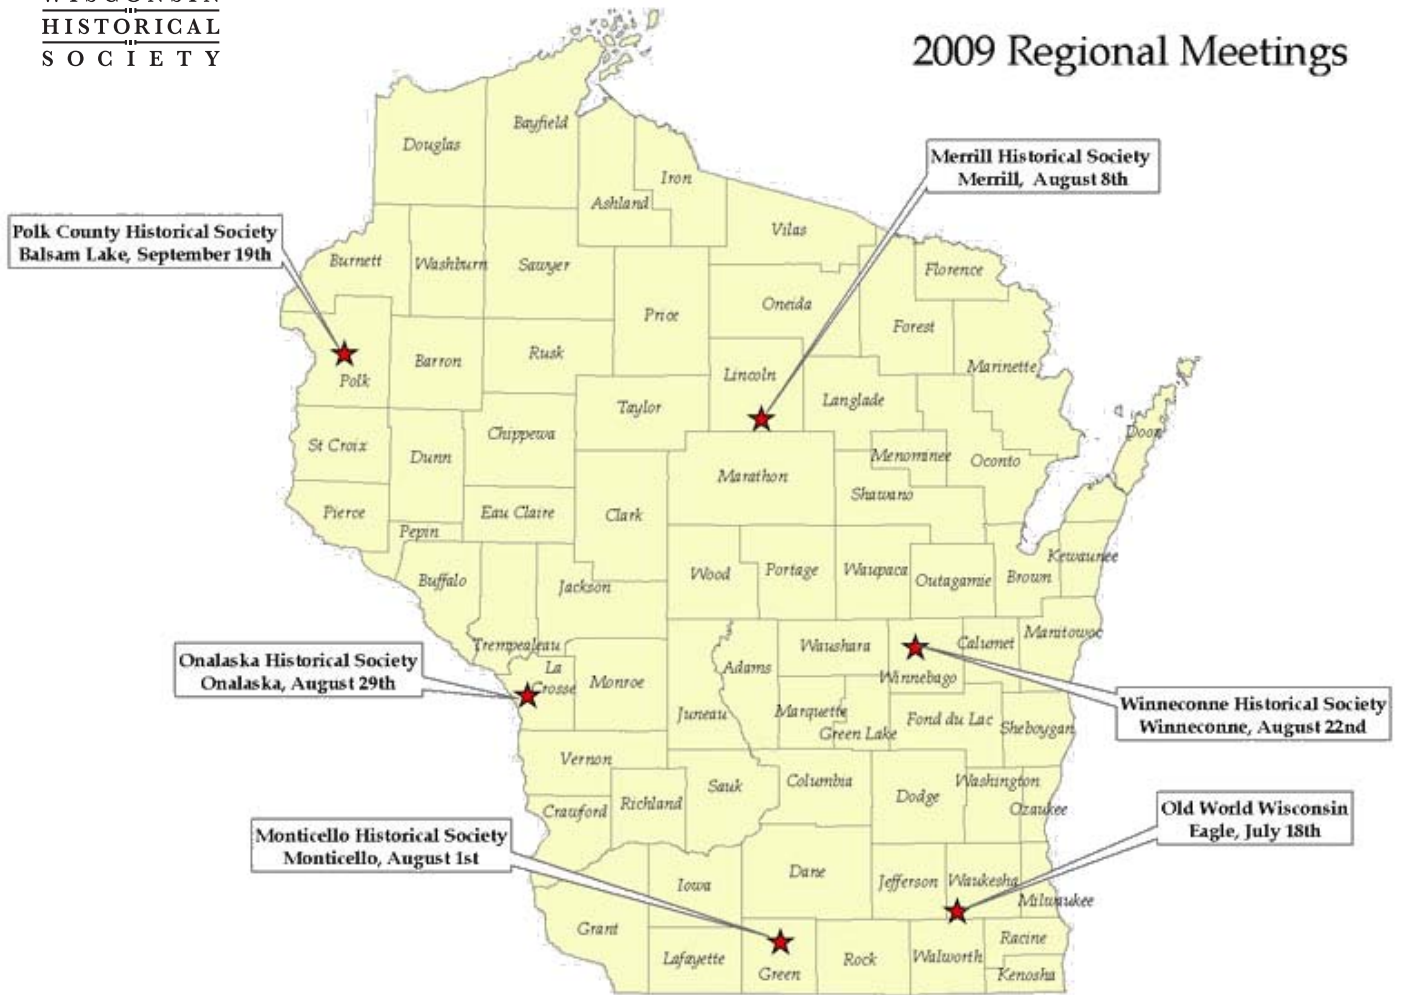 WISCONSIN
HISTORICAL
SOCIETY
2009 Regional Meetings
Merrill Historical Society
Merrill, August 8th
Polk County Historical Society
Balsam Lake, September 19th
Onalaska Historical Society
Onalaska, August 29th
Winneconne Historical Society
Winneconne, August 22nd
Monticello Historical Society
Monticello, August 1st
Old World Wisconsin
Eagle, July 18th
Douglas
Bayfield
Ashland
Iron
Vilas
Burnett
Washburn
Sawyer
Price
Oneida
Florence
Forest
Marinette
Polk
Barron
Rusk
Lincoln
Langlade
Taylor
Chippewa
St Croix
Dunn
Marathon
Menominee
Oconto
Door
Shawano
Pierce
Pepin
Eau Claire
Clark
Buffalo
Jackson
Wood
Portage
Waupaca
Outagamie
Brown
Kewaunee
Trempealeau
La
Crosse
Monroe
Adams
Juneau
Waushara
Winnebago
Calumet
Manitowoc
Marquette
Green Lake
Fond du Lac
Sheboygan
Vernon
Crawford
Richland
Sauk
Columbia
Dodge
Washington
Ozaukee
Iowa
Dane
Jefferson
Waukesha
Milwaukee
Grant
Lafayette
Green
Rock
Walworth
Racine
Kenosha